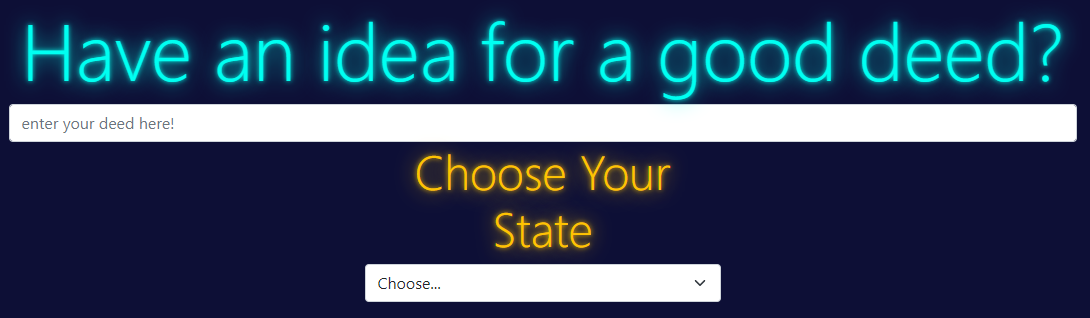 Have an idea for a good deed?
enter your deed here!
Choose Your
State
Choose...